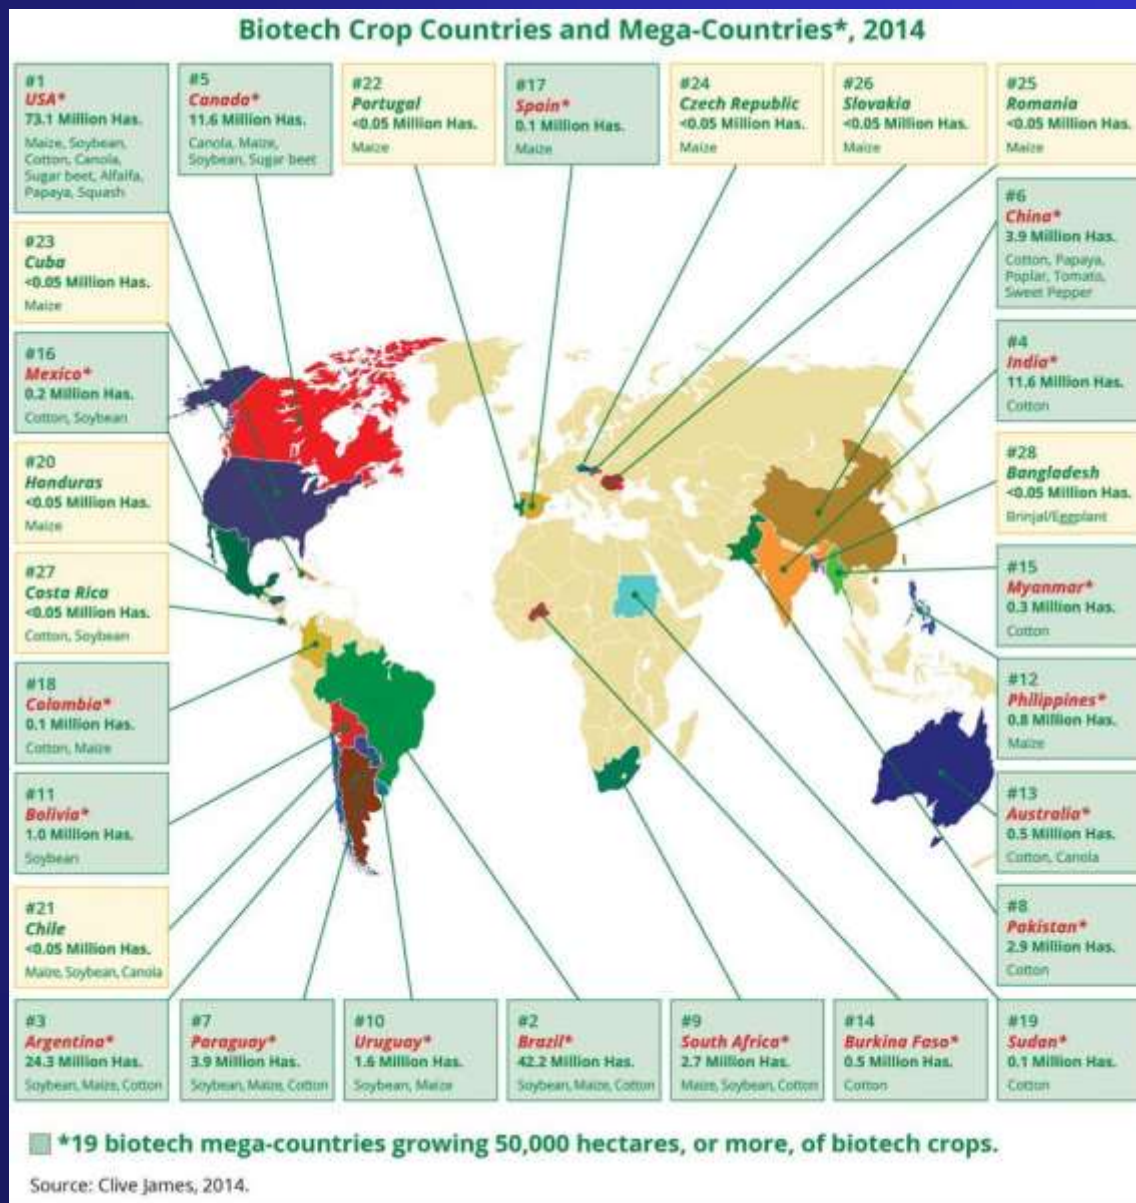 Biotech Crop Countries and Mega-Countries*, 2014
#1
USA*
73.1 Million Has.
Maize, Soybean,
Cotton, Canola,
Sugar beet, Alfalfa,
Papaya, Squash
#5
Canada*
11.6 Million Has.
Canola, Maize,
Soybean, Sugar beet
#22
Portugal
<0.05 Million Has.
Maize
#17
Spain*
0.1 Million Has.
Maize
#24
Czech Republic
<0.05 Million Has.
Maize
#26
Slovakia
<0.05 Million Has.
Maize
#25
Romania
<0.05 Million Has.
Maize
#23
Cuba
<0.05 Million Has.
Maize
#6
China*
3.9 Million Has.
Cotton, Papaya,
Poplar, Tomato,
Sweet Pepper
#16
Mexico*
0.2 Million Has.
Cotton, Soybean
#4
India*
11.6 Million Has.
Cotton
#20
Honduras
<0.05 Million Has.
Maize
#28
Bangladesh
<0.05 Million Has.
Brinjal/Eggplant
#27
Costa Rica
<0.05 Million Has.
Cotton, Soybean
#15
Myanmar*
0.3 Million Has.
Cotton
#18
Colombia*
0.1 Million Has.
Cotton, Maize
#12
Philippines*
0.8 Million Has.
Maize
#11
Bolivia*
1.0 Million Has.
Soybean
#13
Australia*
0.5 Million Has.
Cotton, Canola
#21
Chile
<0.05 Million Has.
Maize, Soybean, Canola
#8
Pakistan*
2.9 Million Has.
Cotton
#3
Argentina*
24.3 Million Has.
Soybean, Maize, Cotton
#7
Paraguay*
3.9 Million Has.
Soybean, Maize, Cotton
#10
Uruguay*
1.6 Million Has.
Soybean, Maize
#2
Brazil*
42.2 Million Has.
Soybean, Maize, Cotton
#9
South Africa*
2.7 Million Has.
Maize, Soybean, Cotton
#14
Burkina Faso*
0.5 Million Has.
Cotton
#19
Sudan*
0.1 Million Has.
Cotton
*19 biotech mega-countries growing 50,000 hectares, or more, of biotech crops.
Source: Clive James, 2014.